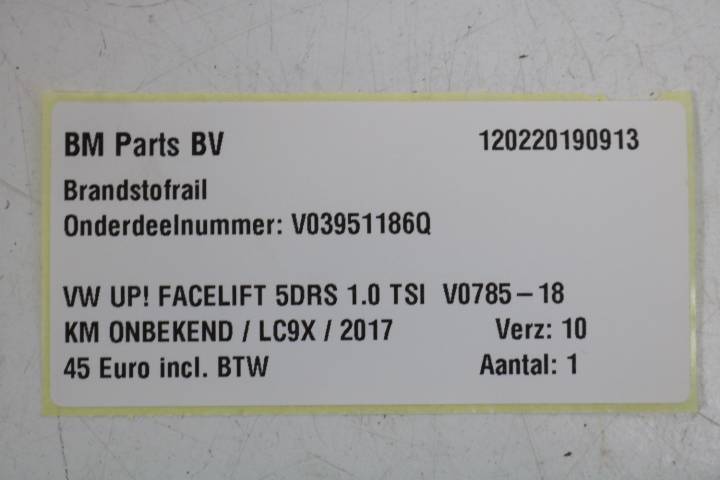 BM Parts BV 120220190913
Brandstofrail
Onderdeelnummer: V03951186Q
VW UP! FACELIFT 5DRS 1.0 TSI V0785-18
KM ONBEKEND / LC9X / 2017 Verz: 10
45 Euro incl. BTW Aantal: 1